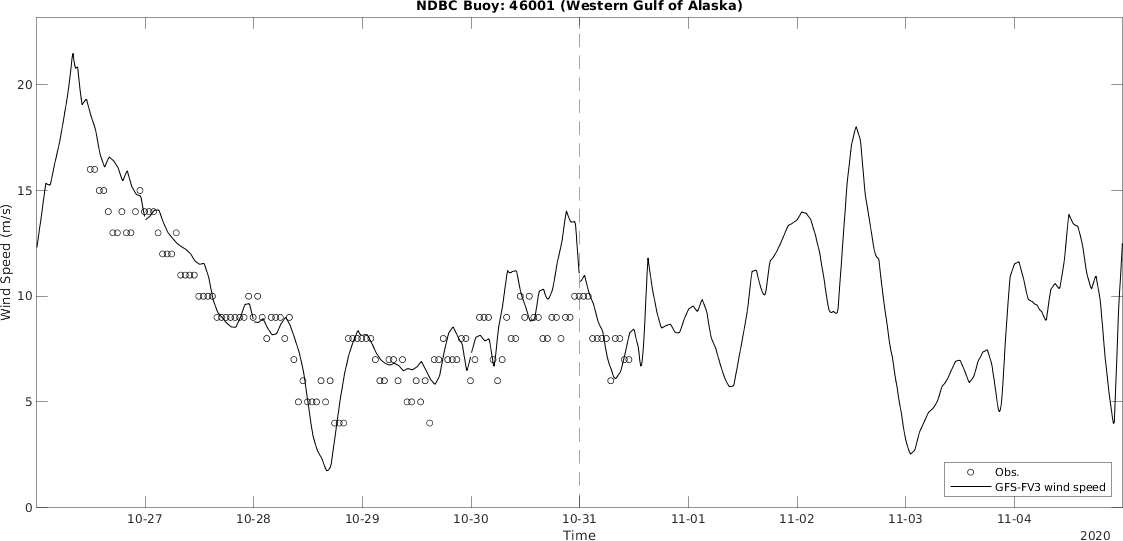 NDBC Buoy: 46001 (Western Gulf of Alaska)
Wind Speed (m/s)
20
15
10
5
0
10-27 10-28 10-29 10-30 10-31 11-01 11-02 11-03 11-04
Time
2020
Obs.
GFS-FV3 wind speed